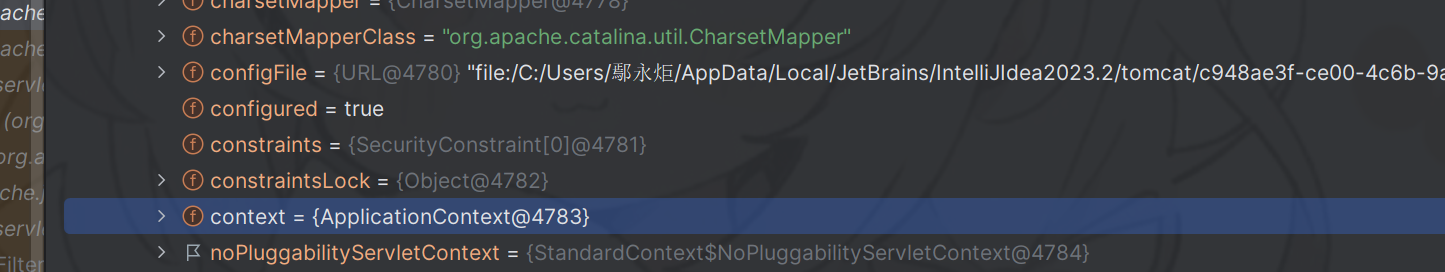 ache
charsetMapper = {CharsetMapper@4778}
charsetMapperClass = "org.apache.catalina.util.CharsetMapper"
ache
configFile = {URL@4780} "file:/C:/Users/鄢永炬/AppData/Local/JetBrains/IntelliJIdea2023.2/tomcat/c948ae3f-ce00-4c6b-9a
servl
configured = true
(org
constraints = {SecurityConstraint[0]@4781}
org.a
constraintsLock = {Object@4782}
che.j
context = {ApplicationContext@4783}
servl
noPluggabilityServletContext = {StandardContext$NoPluggabilityServletContext@4784}
Filter